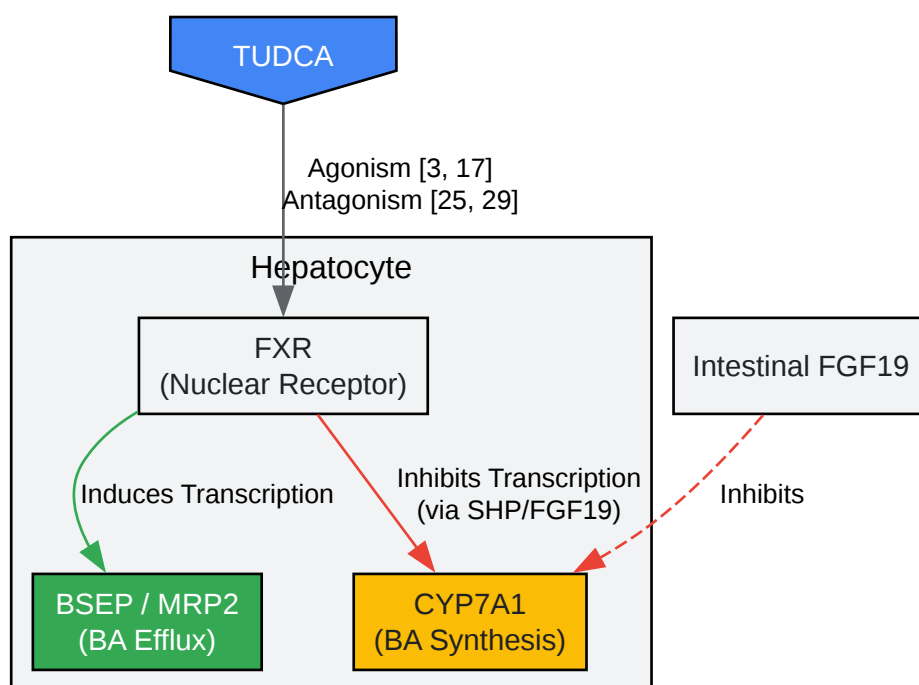 TUDCA
Agonism [3, 17]
Antagonism [25, 29]
Hepatocyte
FXR
(Nuclear Receptor)
Intestinal FGF19
Induces Transcription
Inhibits Transcription
(via SHP/FGF19)
Inhibits
BSEP / MRP2
(BA Efflux)
CYP7A1
(BA Synthesis)